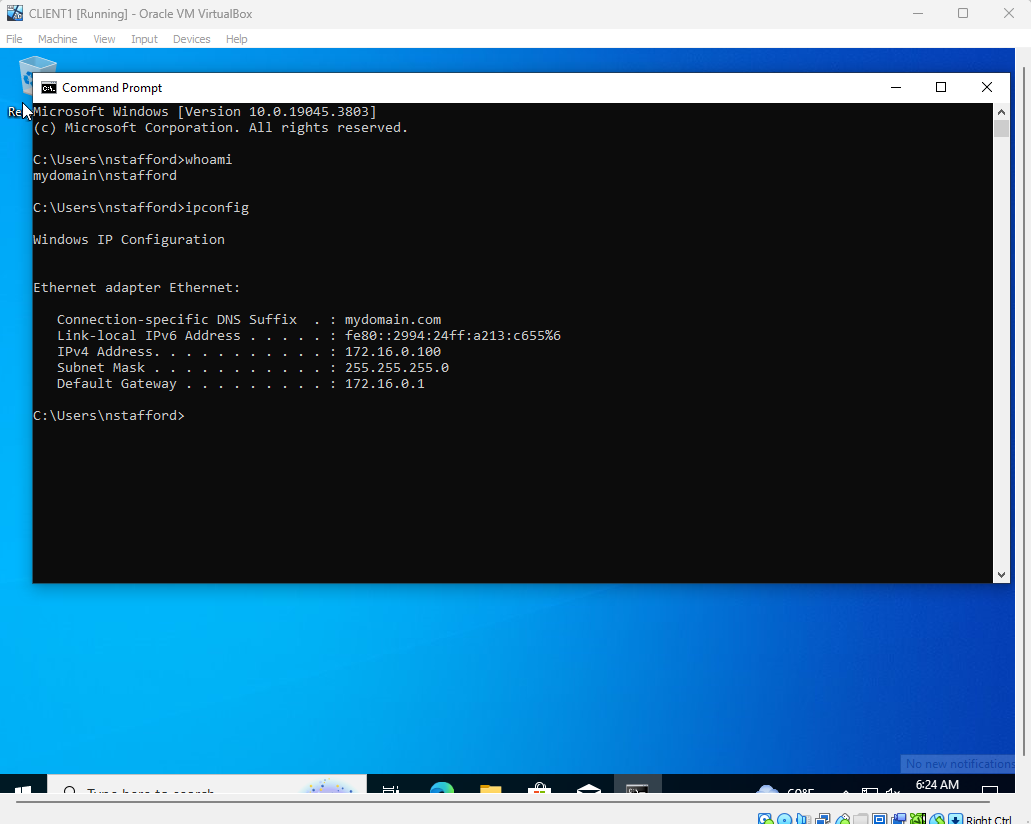 CLIENT1 [Running] - Oracle VM VirtualBox
File Machine View Input Devices Help
Command Prompt
Microsoft Windows [Version 10.0.19045.3803]
(c) Microsoft Corporation. All rights reserved.
C:\Users\nstafford>whoami
mydomain\nstafford
C:\Users\nstafford>ipconfig
Windows IP Configuration
Ethernet adapter Ethernet:
Connection-specific DNS Suffix . : mydomain.com
Link-local IPv6 Address . . . . . : fe80::2994:24ff:a213:c655%6
IPv4 Address. . . . . . . . . . . : 172.16.0.100
Subnet Mask . . . . . . . . . . . : 255.255.255.0
Default Gateway . . . . . . . . . : 172.16.0.1
C:\Users\nstafford>
No new notifications
Type here to search
6:24 AM
Right Ctrl